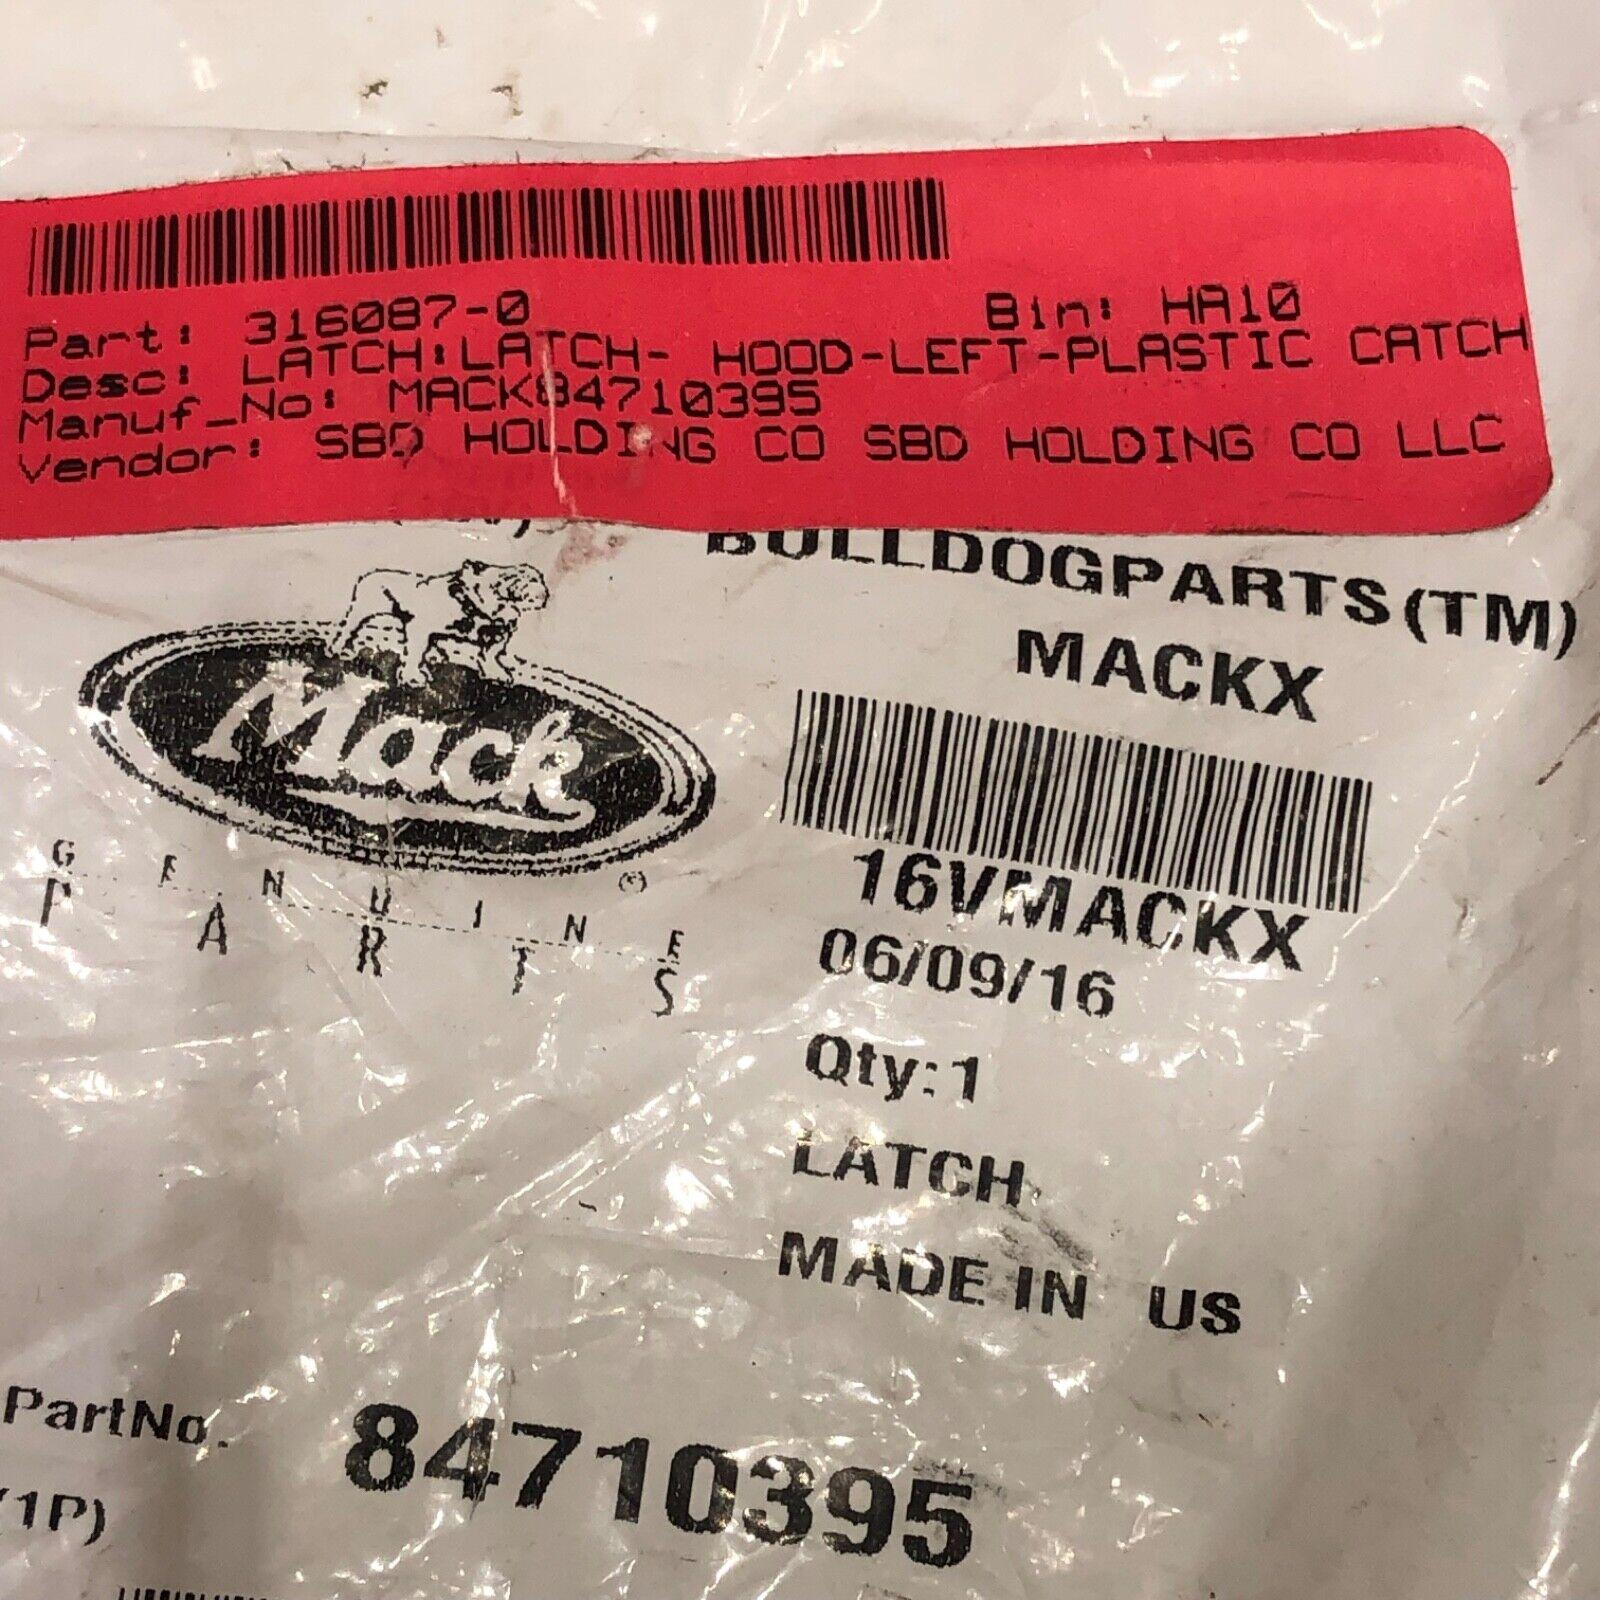 Part: 316087-0 Bin: HA10
Desc: LATCH:LATCH- HOOD-LEFT-PLASTIC CATCH
Manuf_No: MACK84710395
Vendor: SBD HOLDING CO SBD HOLDING CO LLC
BULLDOGPARTS(TM)
MACKX
Mack
®
GENUINE
PARTS
16VMACKX
06/09/16
Qty:1
LATCH
MADE IN US
PartNo. 84710395
(1P)